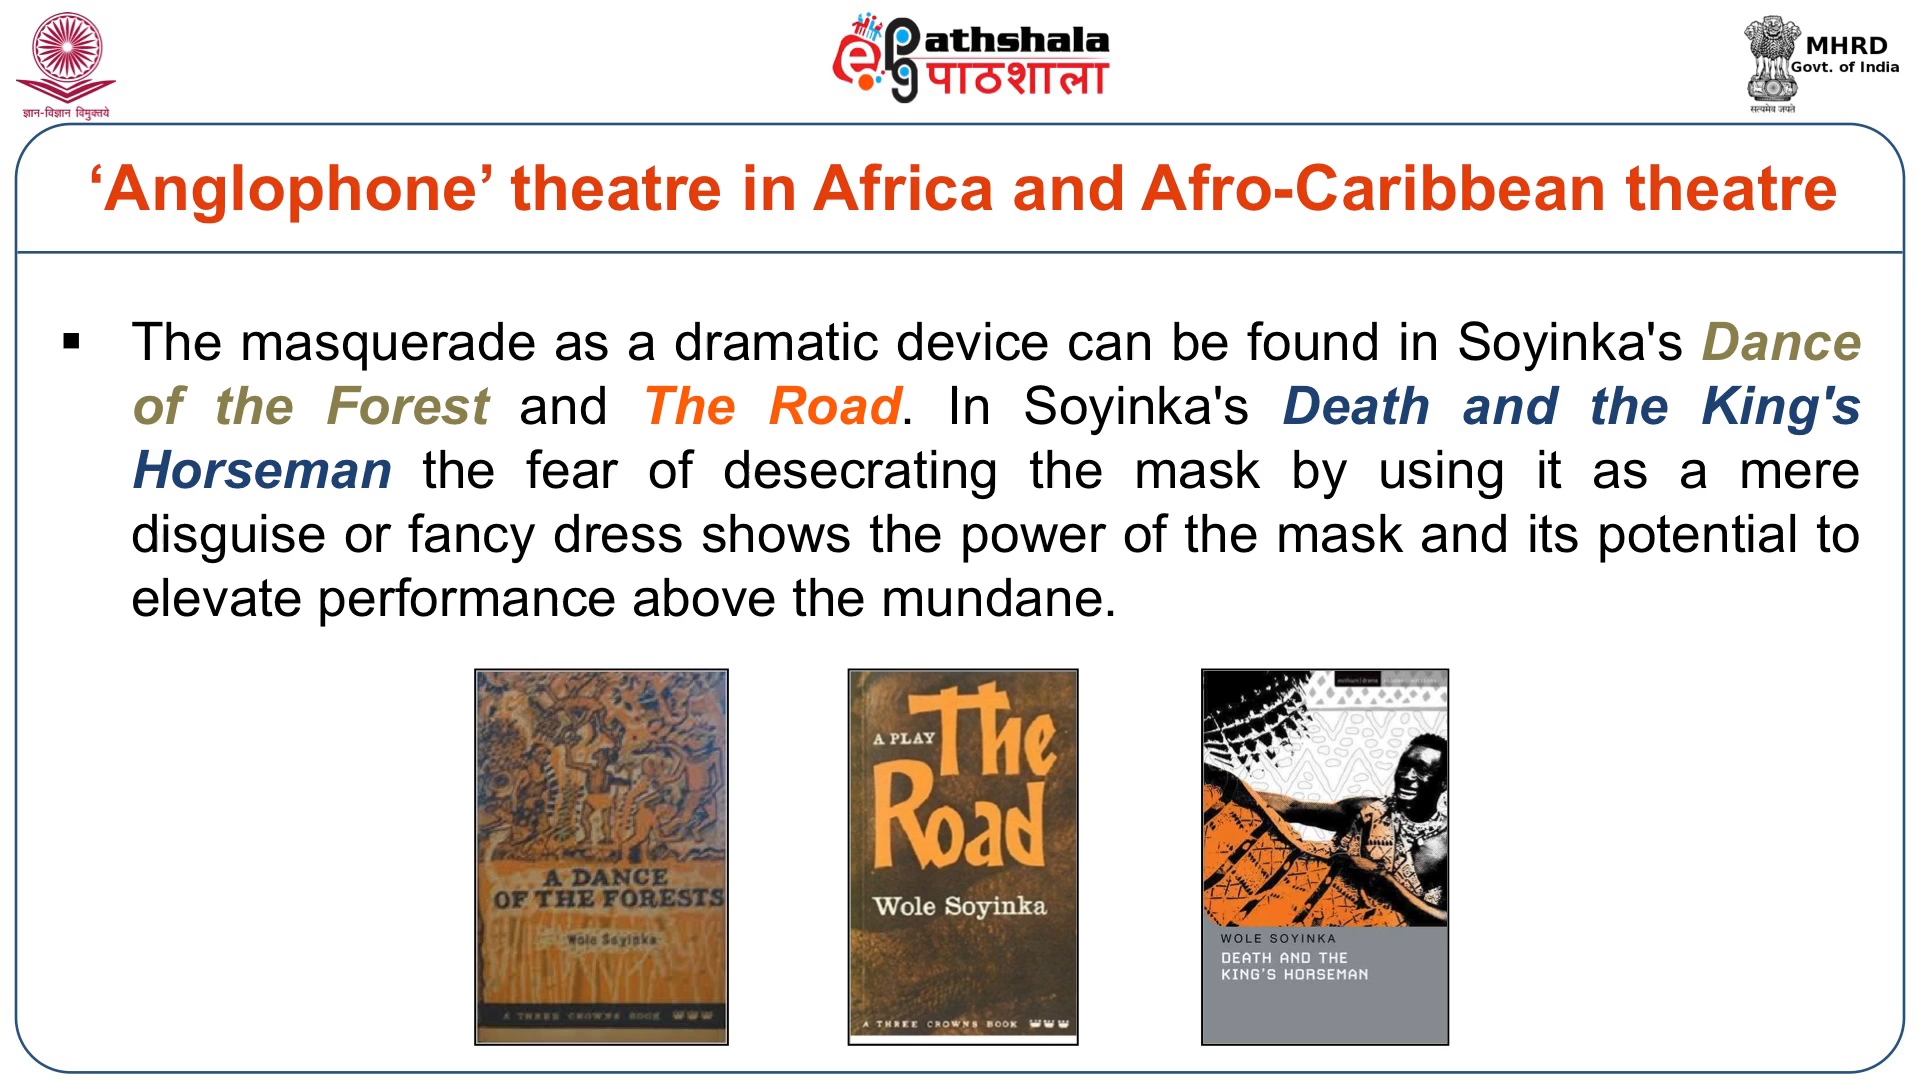 ज्ञान-विज्ञान विमुक्तये
ePathshala
पाठशाला
MHRD
Govt. of India
सत्यमेव जयते
‘Anglophone’ theatre in Africa and Afro-Caribbean theatre
▪ The masquerade as a dramatic device can be found in Soyinka's Dance
of the Forest and The Road. In Soyinka's Death and the King's
Horseman the fear of desecrating the mask by using it as a mere
disguise or fancy dress shows the power of the mask and its potential to
elevate performance above the mundane.
A DANCE
OF THE FORESTS
Wole Soyinka
A THREE CROWNS BOOK
A PLAY
The
Road
Wole Soyinka
A THREE CROWNS BOOK
WOLE SOYINKA
DEATH AND THE
KING'S HORSEMAN